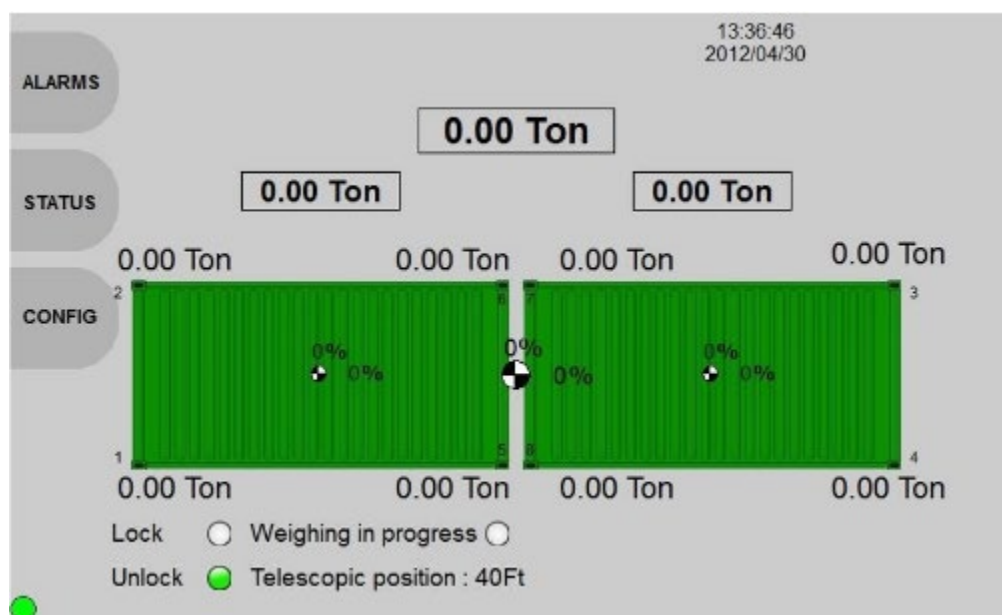 13:36:46
2012/04/30
ALARMS
0.00 Ton
STATUS
0.00 Ton 0.00 Ton
0.00 Ton 0.00 Ton 0.00 Ton 0.00 Ton
2 6 7 3
CONFIG
0% 0% 0%
0% 0% 0%
1 5 8 4
0.00 Ton 0.00 Ton 0.00 Ton 0.00 Ton
Lock Weighing in progress
Unlock Telescopic position : 40Ft